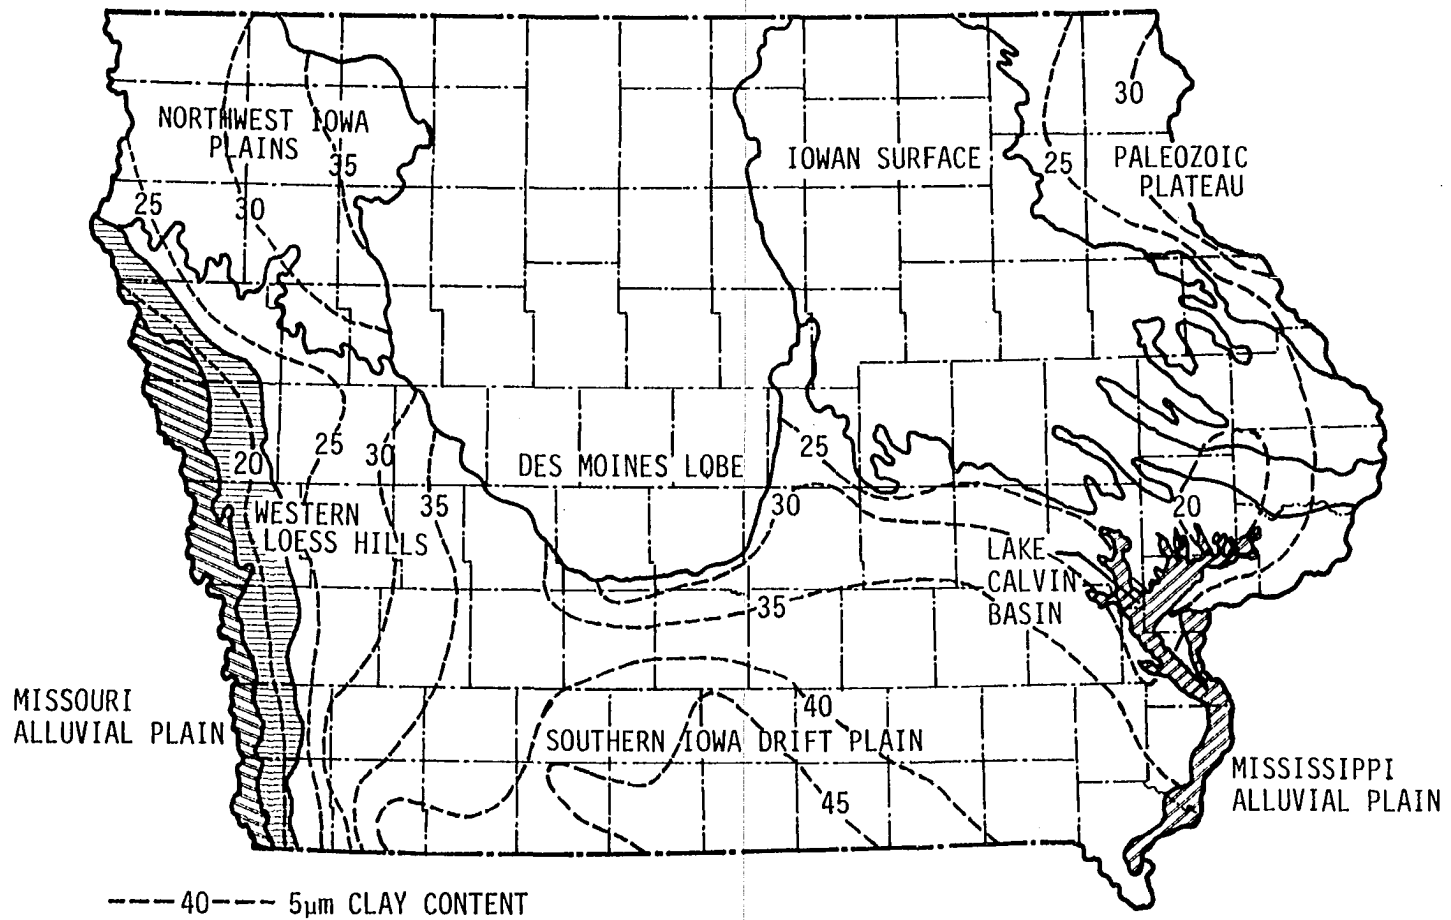 30
NORTHWEST IOWA
PLAINS
35
IOWAN SURFACE
25
PALEOZOIC
PLATEAU
25
30
20
25
30
35
DES MOINES LOBE
25
30
20
WESTERN
LOESS HILLS
LAKE
CALVIN
BASIN
35
MISSOURI
ALLUVIAL PLAIN
40
SOUTHERN IOWA DRIFT PLAIN
45
MISSISSIPPI
ALLUVIAL PLAIN
40 5µm CLAY CONTENT